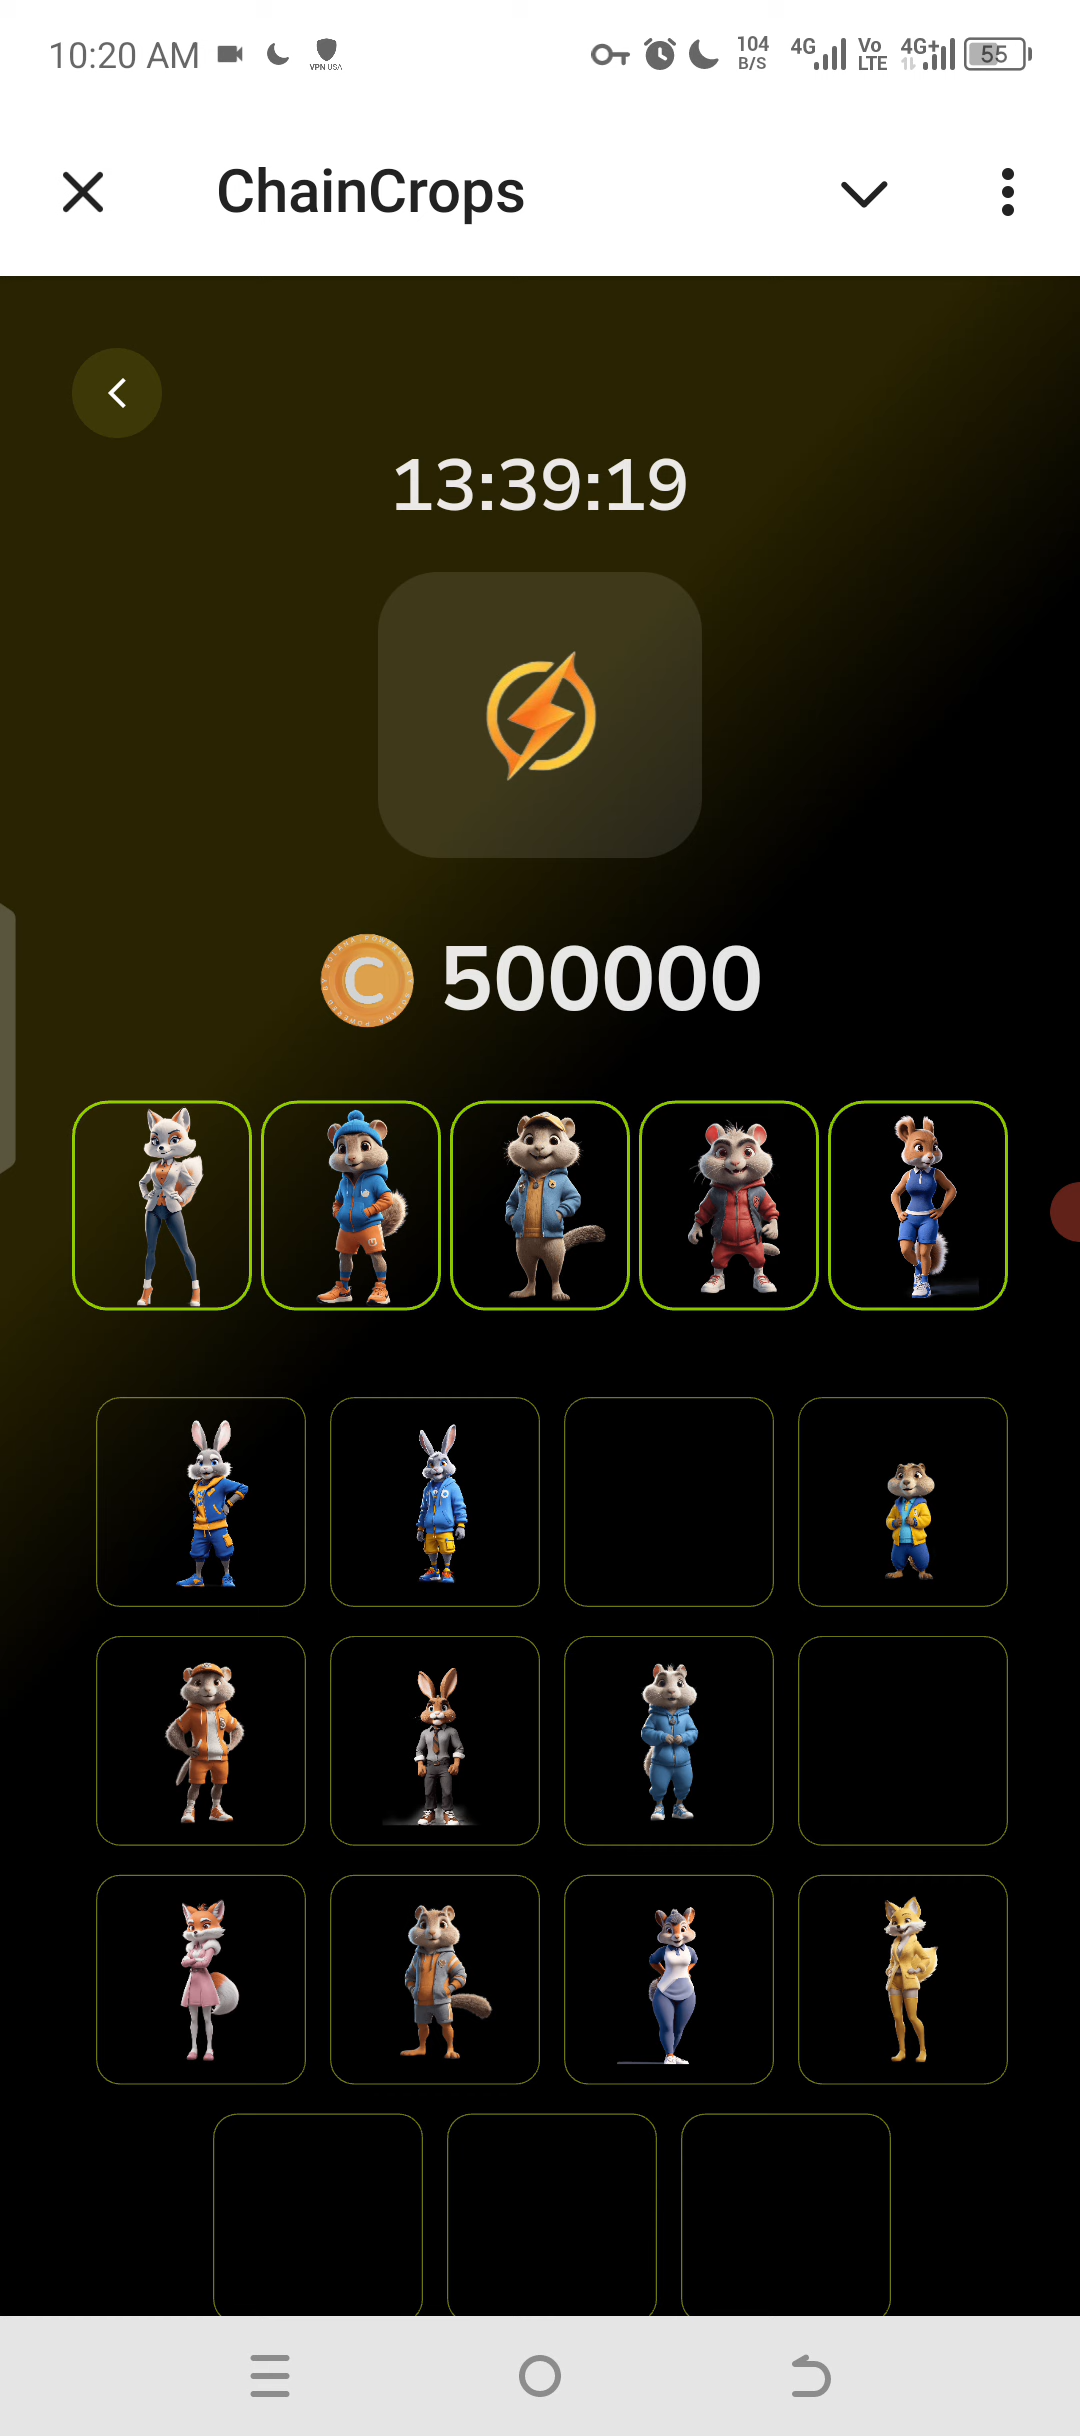 10:20 AM
VPN USA
104
B/S
4G
Vo
LTE
4G+
55
ChainCrops
13:39:19
C
500000